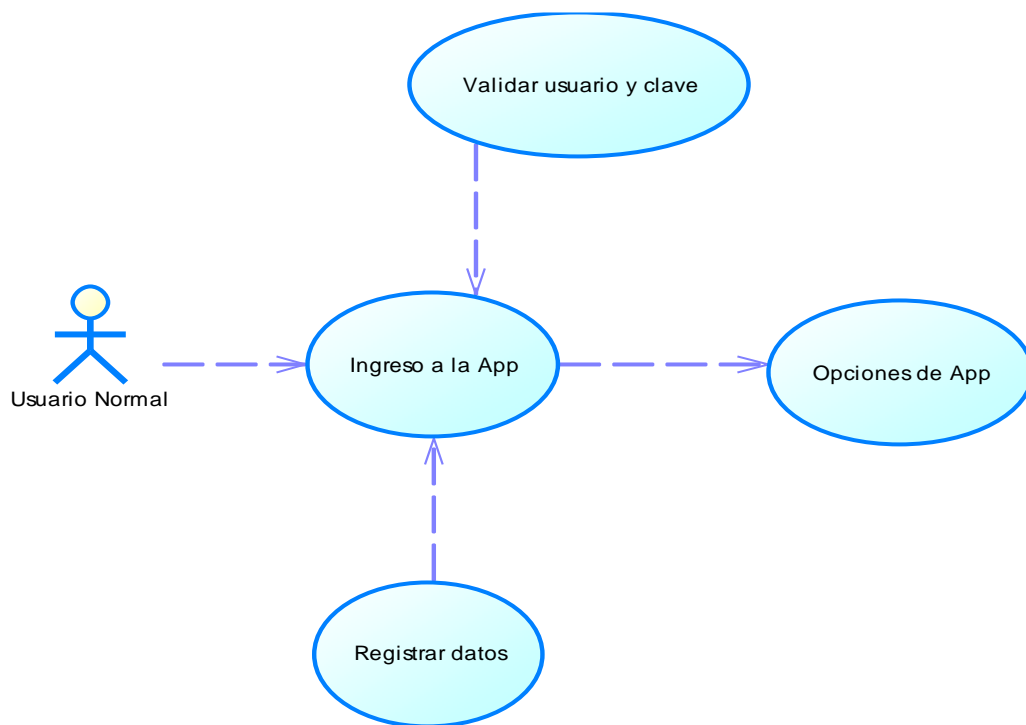 Validar usuario y clave
Ingreso a la App
Opciones de App
Usuario Normal
Registrar datos